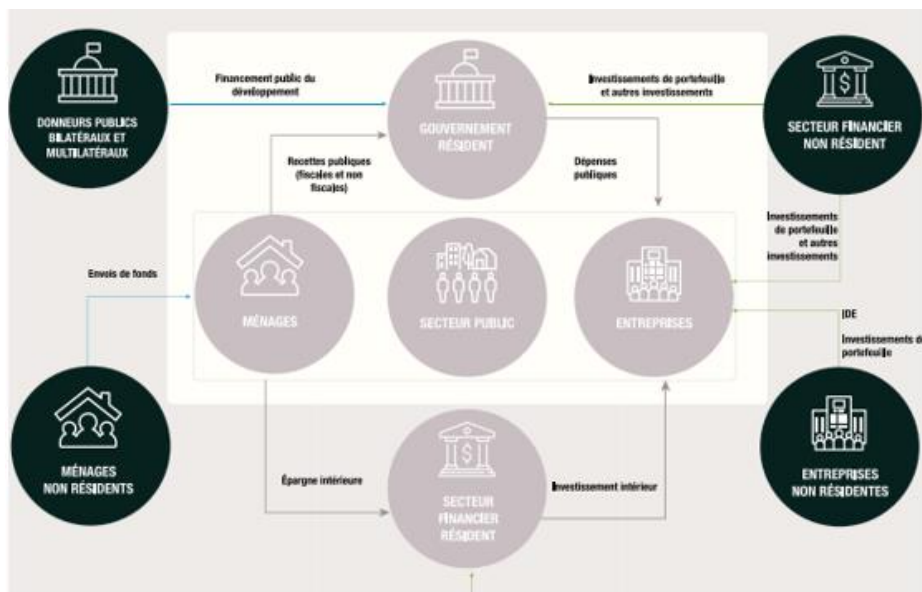 Financement public du
développement
Investissements de portefeuille
et autres investissements
DONNEURS PUBLICS
BILATÉRAUX ET
MULTILATÉRAUX
GOUVERNEMENT
RÉSIDENT
SECTEUR FINANCIER
NON RÉSIDENT
Recettes publiques
(fiscales et non
fiscales)
Dépenses
publiques
Investissements
de portefeuille
et autres
investissements
Envois de fonds
MÉNAGES
SECTEUR PUBLIC
ENTREPRISES
IDE
Investissements de
portefeuille
MÉNAGES
NON RÉSIDENTS
Épargne intérieure
SECTEUR
FINANCIER
RÉSIDENT
Investissement intérieur
ENTREPRISES
NON RÉSIDENTES